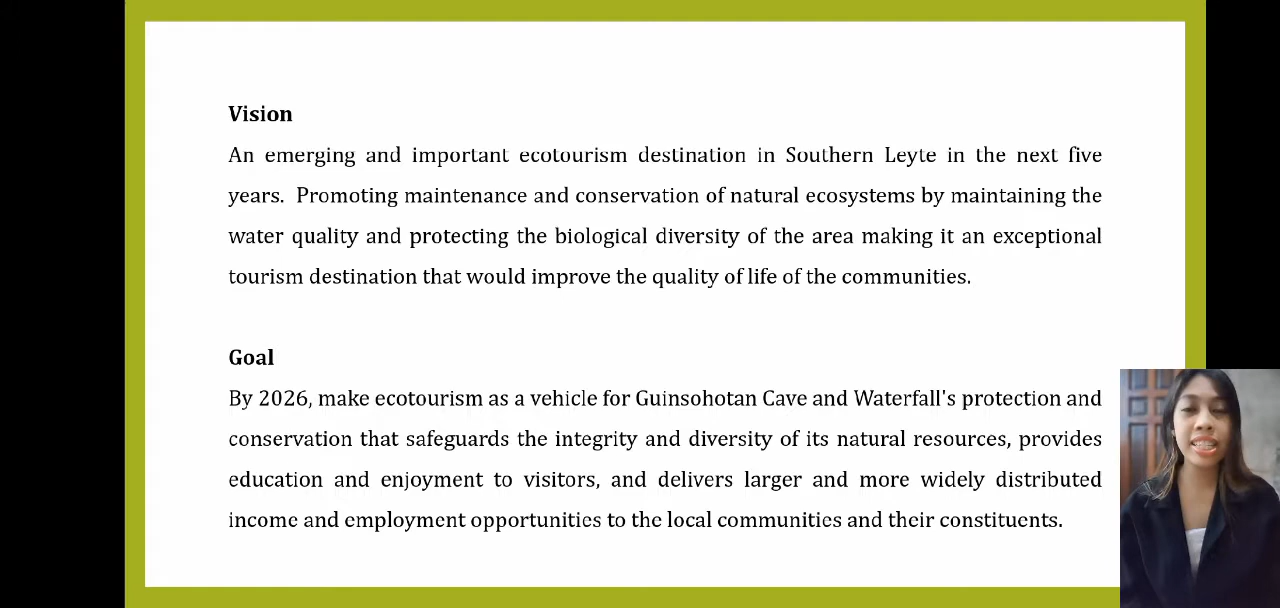 Vision
An emerging and important ecotourism destination in Southern Leyte in the next five
years. Promoting maintenance and conservation of natural ecosystems by maintaining the
water quality and protecting the biological diversity of the area making it an exceptional
tourism destination that would improve the quality of life of the communities.
Goal
By 2026, make ecotourism as a vehicle for Guinsohotan Cave and Waterfall's protection and
conservation that safeguards the integrity and diversity of its natural resources, provides
education and enjoyment to visitors, and delivers larger and more widely distributed
income and employment opportunities to the local communities and their constituents.